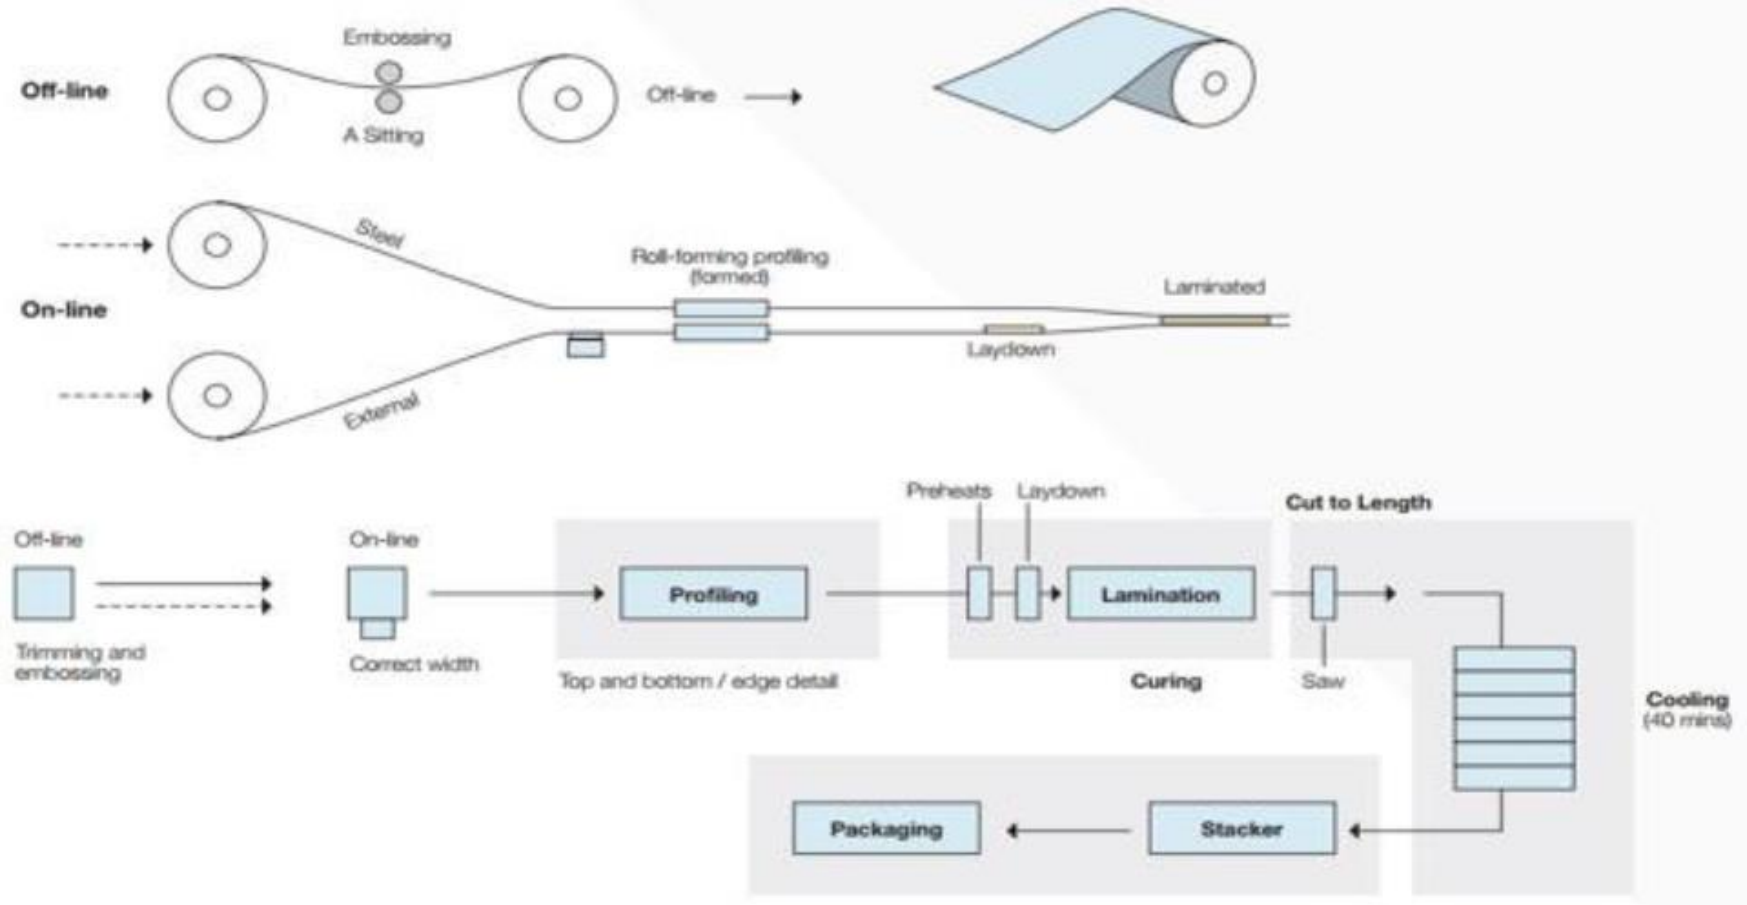 Embossing
Off-line
Off-line
A Sitting
Steel
Roll-forming profiling
(formed)
Laminated
On-line
Laydown
External
Preheats
Laydown
Cut to Length
Off-line
On-line
Profiling
Lamination
Trimming and
embossing
Correct width
Top and bottom / edge detail
Curing
Saw
Cooling
(40 mins)
Packaging
Stacker